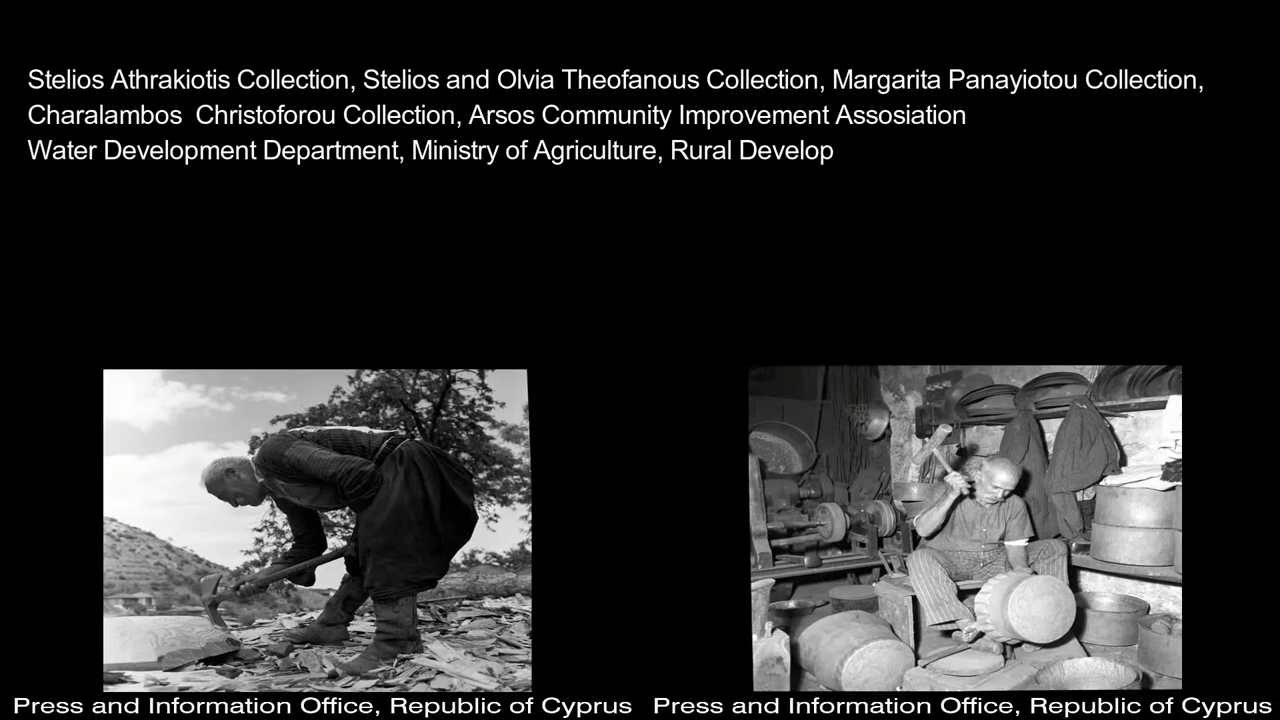 Stelios Athrakiotis Collection, Stelios and Olvia Theofanous Collection, Margarita Panayiotou Collection,
Charalambos  Christoforou Collection, Arsos Community Improvement Assosiation
Water Development Department, Ministry of Agriculture, Rural Develop
Press and Information Office, Republic of Cyprus
Press and Information Office, Republic of Cyprus